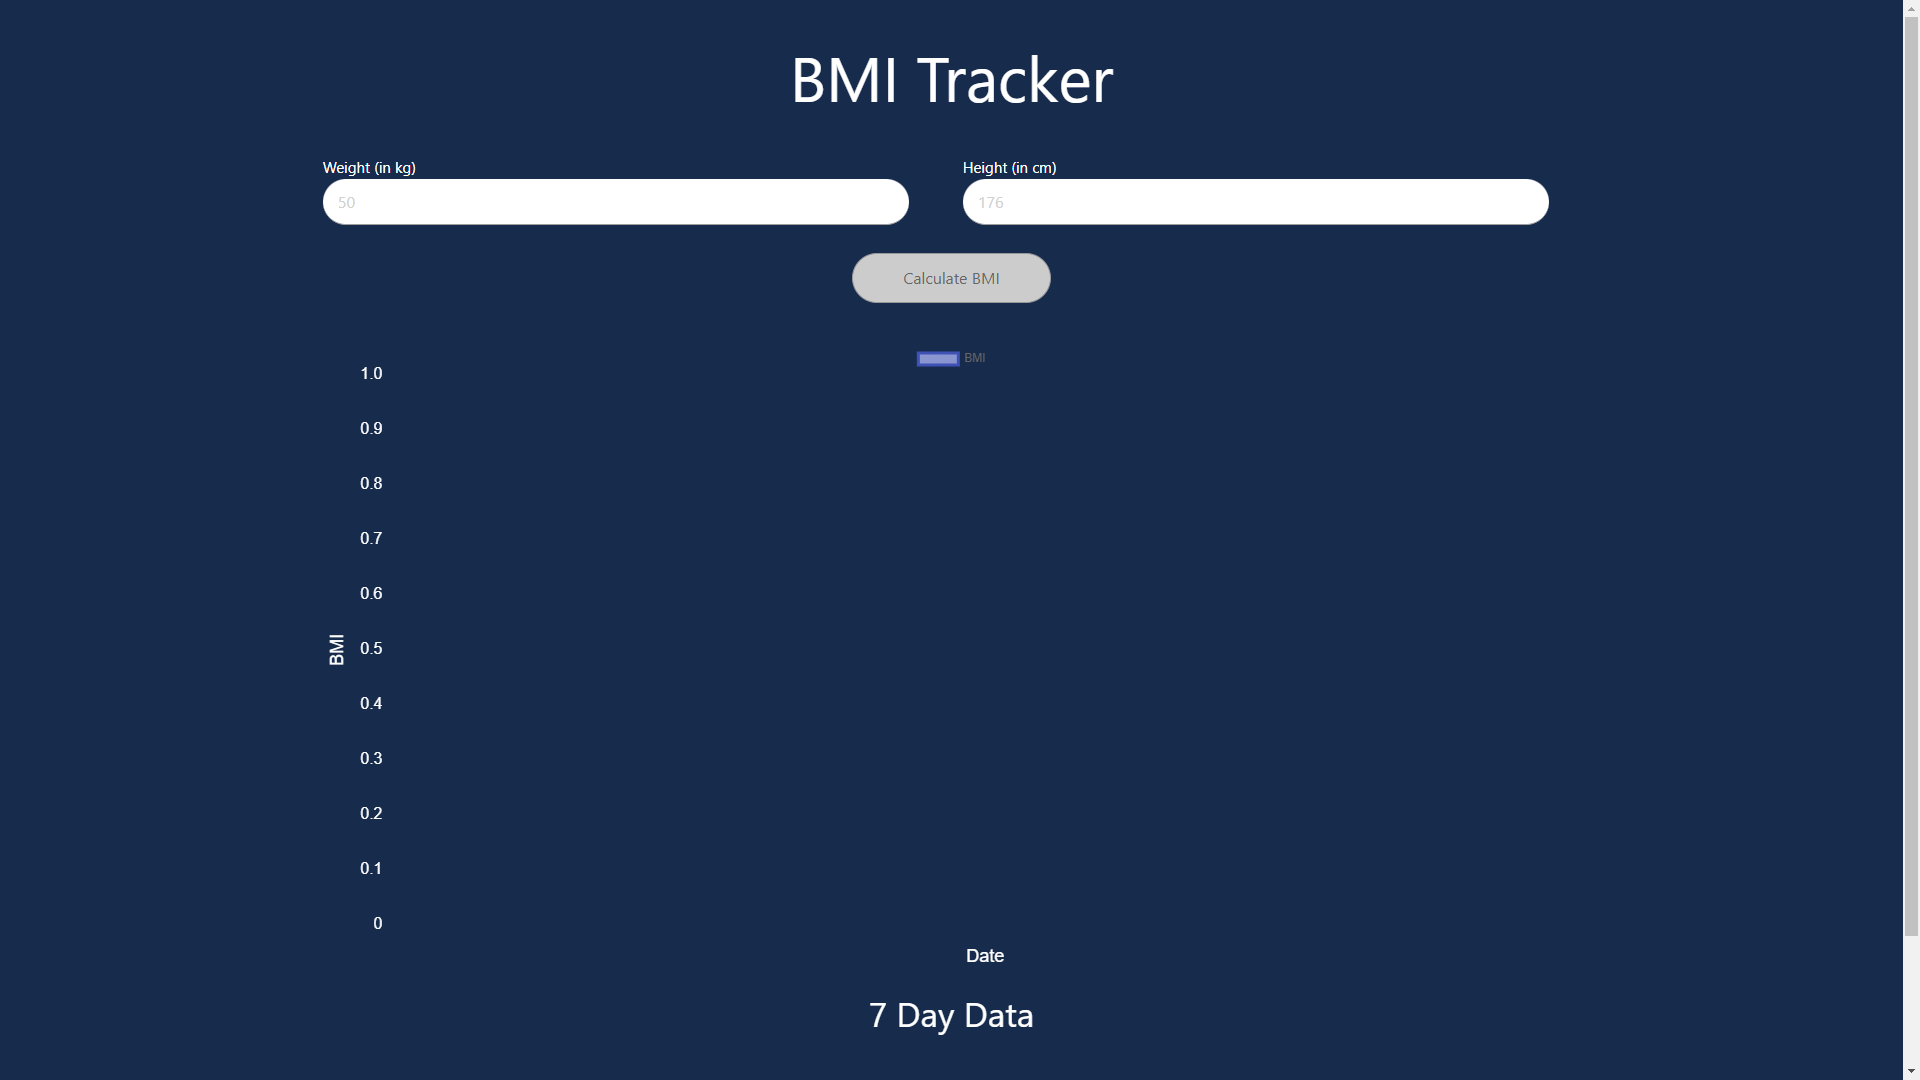 BMI Tracker
Weight (in kg)
Height (in cm)
50
176
Calculate BMI
BMI
1.0
0.9
0.8
0.7
0.6
BMI
0.5
0.4
0.3
0.2
0.1
0
Date
7 Day Data